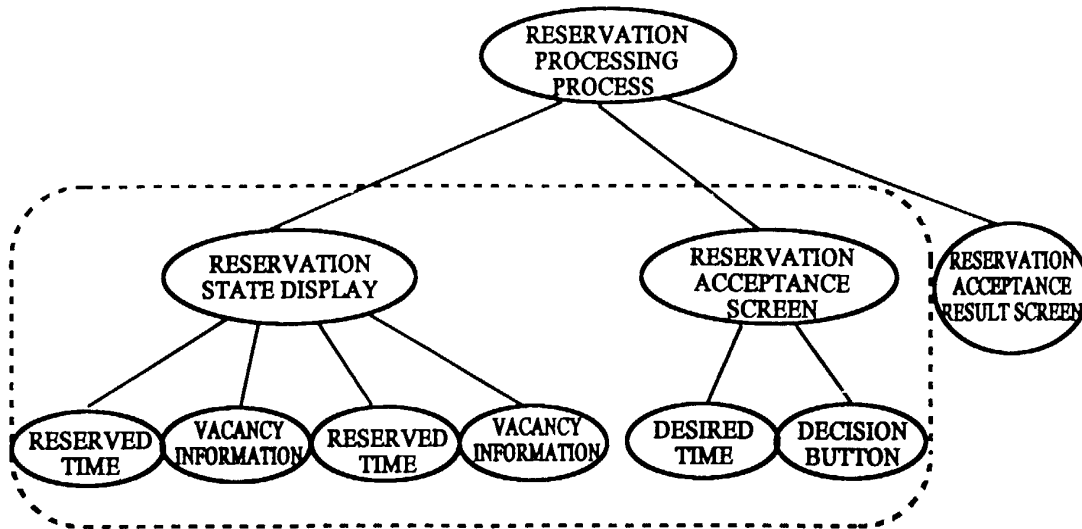 RESERVATION
PROCESSING
PROCESS
RESERVATION
STATE DISPLAY
RESERVATION
ACCEPTANCE
SCREEN
RESERVATION
ACCEPTANCE
RESULT SCREEN
RESERVED
TIME
VACANCY
INFORMATION
RESERVED
TIME
VACANCY
INFORMATION
DESIRED
TIME
DECISION
BUTTON